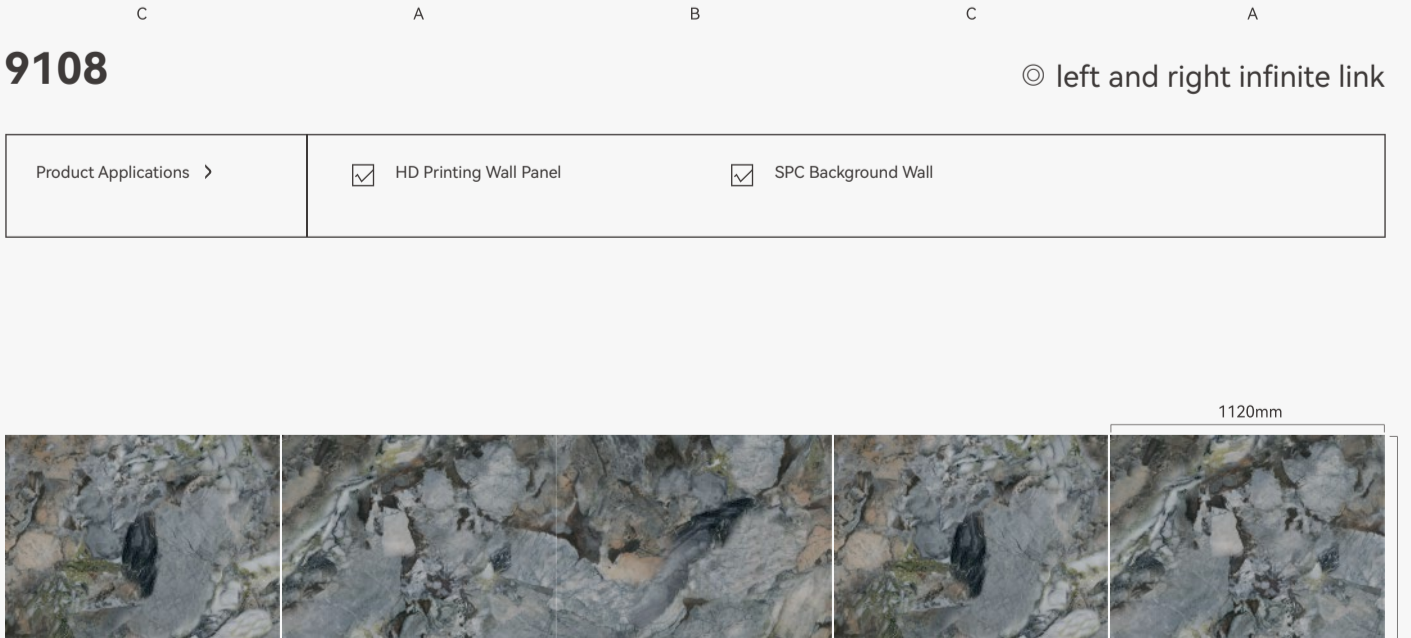 C A B C A
9108
left and right infinite link
Product Applications
HD Printing Wall Panel
SPC Background Wall
1120mm